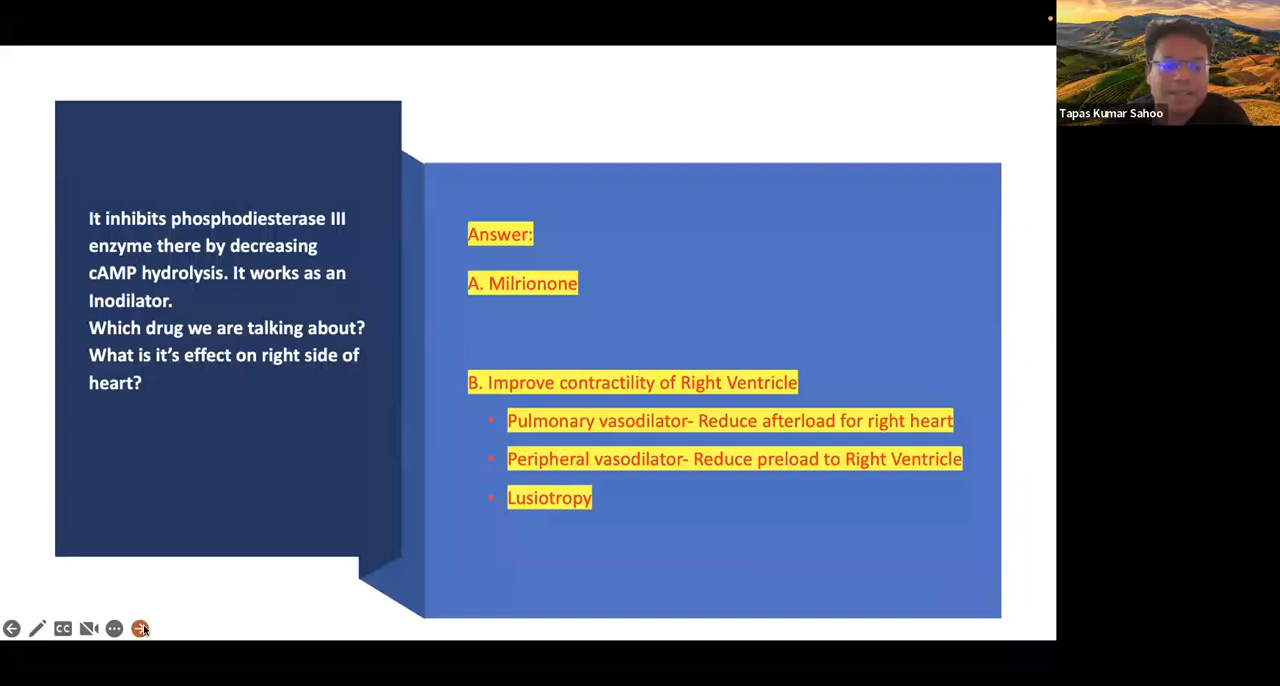 It inhibits phosphodiesterase III
enzyme there by decreasing
cAMP hydrolysis. It works as an
Inodilator.
Which drug we are talking about?
What is it’s effect on right side of
heart?
Answer:
A. Milrionone
B. Improve contractility of Right Ventricle
• Pulmonary vasodilator- Reduce afterload for right heart
• Peripheral vasodilator- Reduce preload to Right Ventricle
• Lusiotropy
Tapas Kumar Sahoo
CC